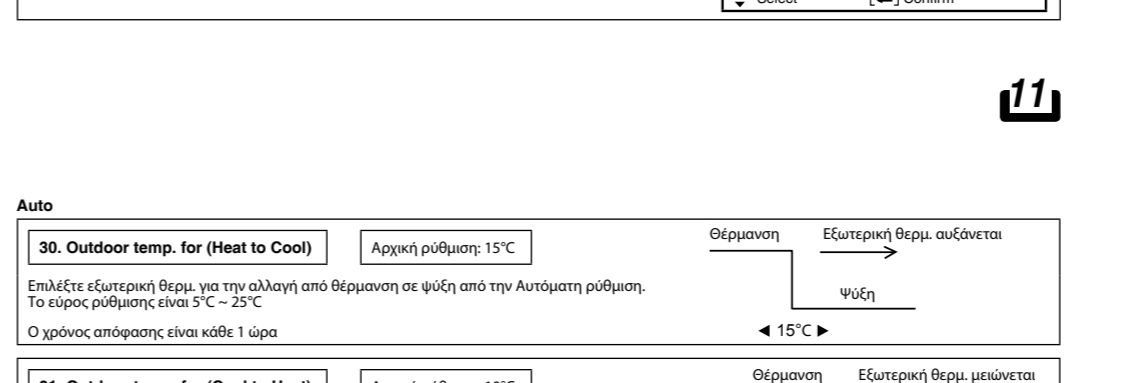 Select [ ] Confirm
11
Auto
30. Outdoor temp. for (Heat to Cool)
Αρχική ρύθμιση: 15°C
Θέρμανση
Εξωτερική θερμ. αυξάνεται
Επιλέξτε εξωτερική θερμ. για την αλλαγή από θέρμανση σε ψύξη από την Αυτόματη ρύθμιση.
Το εύρος ρύθμισης είναι 5°C ~ 25°C
Ψύξη
Ο χρόνος απόφασης είναι κάθε 1 ώρα
◀ 15°C ▶
Θέρμανση
Εξωτερική θερμ. μειώνεται